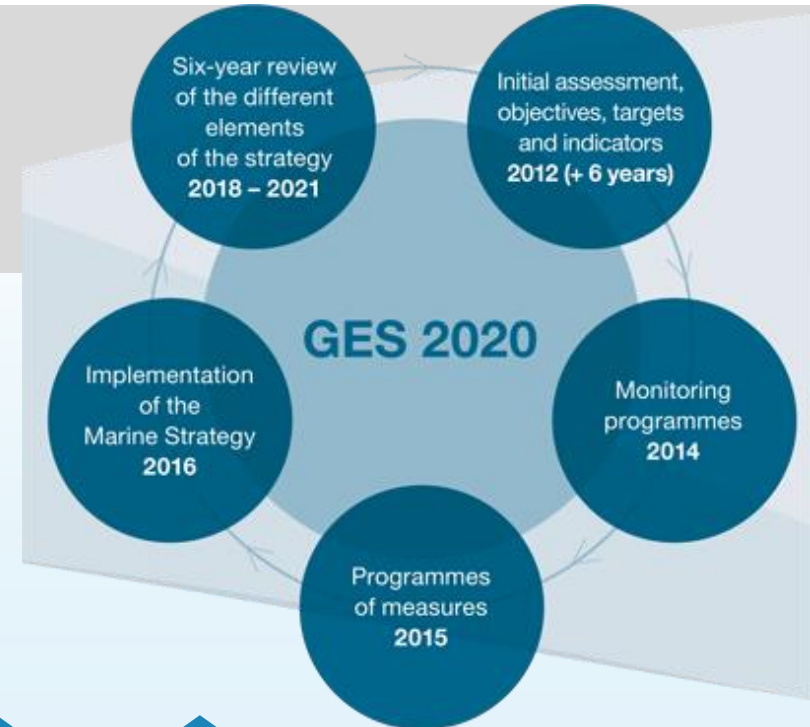 Six-year review
of the different
elements
of the strategy
2018 – 2021
Initial assessment,
objectives, targets
and indicators
2012 (+ 6 years)
GES 2020
Implementation
of the
Marine Strategy
2016
Monitoring
programmes
2014
Programmes
of measures
2015